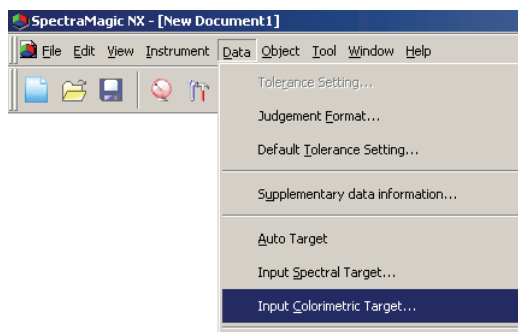 SpectraMagic NX - [New Document1]
File Edit View Instrument Data Object Tool Window Help
Tolerance Setting...
Judgement Format...
Default Tolerance Setting...
Supplementary data information...
Auto Target
Input Spectral Target...
Input Colorimetric Target...